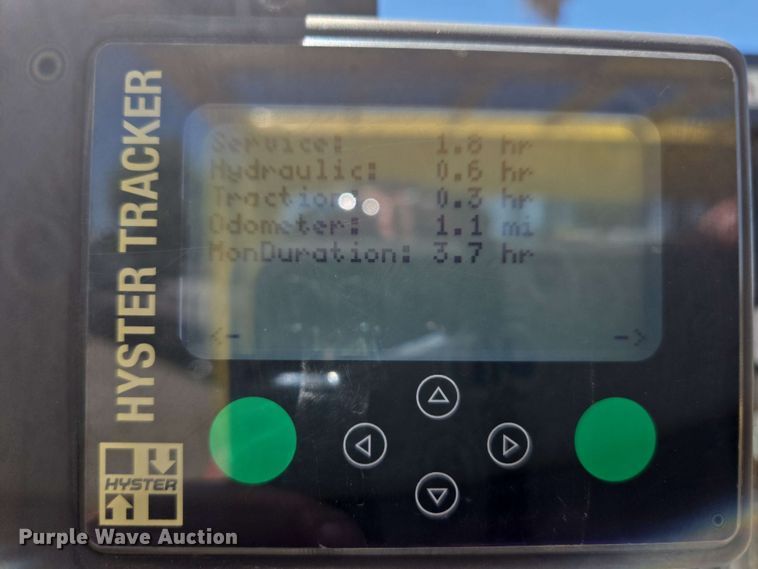 HYSTER TRACKER
Service: 1.8 hr
Hydraulic: 0.6 hr
Traction: 0.3 hr
Odometer: 1.1 mi
MonDuration: 3.7 hr
<- ->
HYSTER
Purple Wave Auction